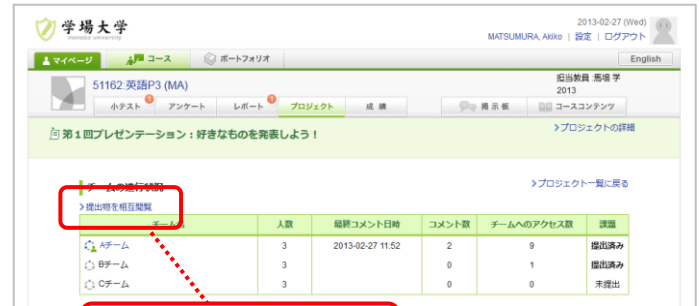 学場大学
manaba university
2013-02-27 (Wed)
MATSUMURA, Akiko | 設定 | ログアウト
マイページ コース ポートフォリオ English
51162:英語P3 (MA)
担当教員:馬場 学
2013
小テスト アンケート レポート プロジェクト 成績 掲示板 コースコンテンツ
第1回プレゼンテーション:好きなものを発表しよう!
>プロジェクトの詳細
チームの進行状況
>プロジェクト一覧に戻る
>提出物を相互閲覧
チーム名 人数 最終コメント日時 コメント数 チームへのアクセス数 課題
Aチーム 3 2013-02-27 11:52 2 9 提出済み
Bチーム 3 0 1 提出済み
Cチーム 3 0 0 未提出